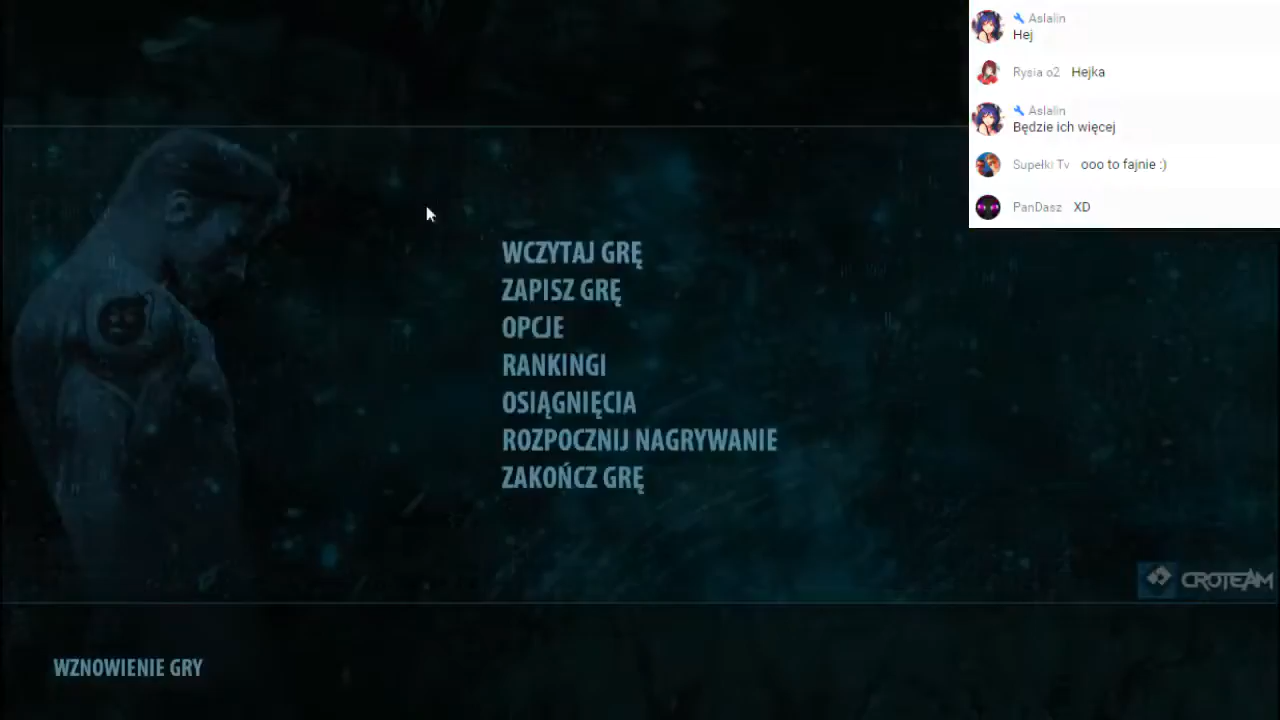 Aslalin
Hej
Rysia o2 Hejka
Aslalin
Będzie ich więcej
Supełki Tv ooo to fajnie :)
PanDasz XD
WCZYTAJ GRĘ
ZAPISZ GRĘ
OPCJE
RANKINGI
OSIĄGNIĘCIA
ROZPOCZNIJ NAGRYWANIE
ZAKOŃCZ GRĘ
CROTEAM
WZNOWIENIE GRY